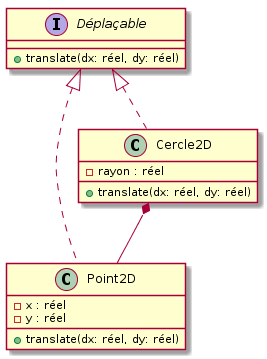 I Déplaçable
translate(dx: réel, dy: réel)
C Cercle2D
rayon : réel
translate(dx: réel, dy: réel)
C Point2D
x : réel
y : réel
translate(dx: réel, dy: réel)